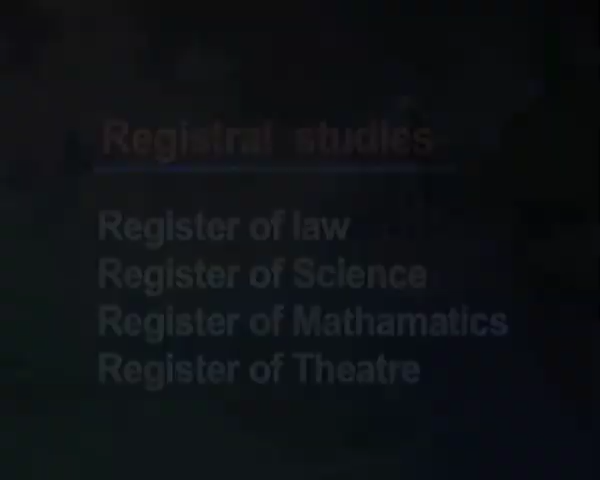 Registral studies
Register of law
Register of Science
Register of Mathamatics
Register of Theatre